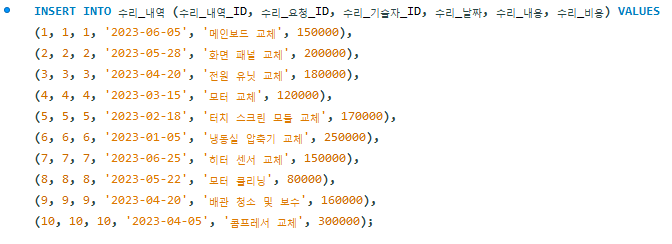 INSERT INTO 수리_내역 (수리_내역_ID, 수리_요청_ID, 수리_기술자_ID, 수리_날짜, 수리_내용, 수리_비용) VALUES
(1, 1, 1, '2023-06-05', '메인보드 교체', 150000),
(2, 2, 2, '2023-05-28', '화면 패널 교체', 200000),
(3, 3, 3, '2023-04-20', '전원 유닛 교체', 180000),
(4, 4, 4, '2023-03-15', '모터 교체', 120000),
(5, 5, 5, '2023-02-18', '터치 스크린 모듈 교체', 170000),
(6, 6, 6, '2023-01-05', '냉동실 압축기 교체', 250000),
(7, 7, 7, '2023-06-25', '히터 센서 교체', 150000),
(8, 8, 8, '2023-05-22', '모터 클리닝', 80000),
(9, 9, 9, '2023-04-20', '배관 청소 및 보수', 160000),
(10, 10, 10, '2023-04-05', '콤프레서 교체', 300000);